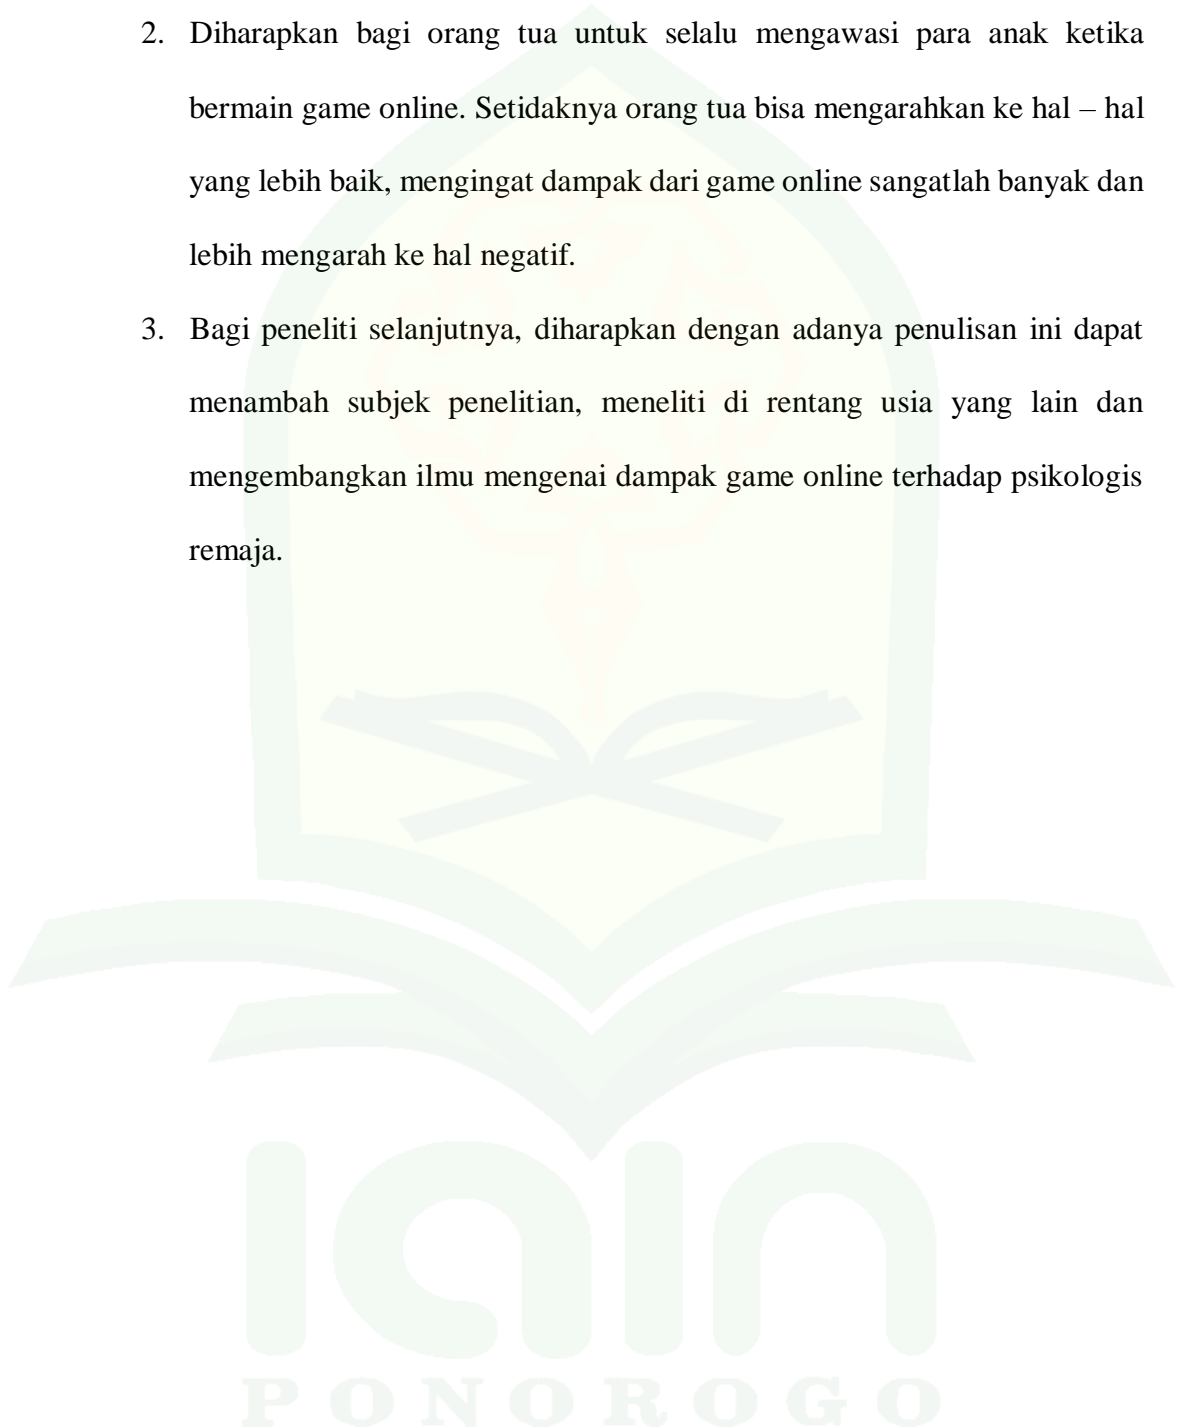 2. Diharapkan bagi orang tua untuk selalu mengawasi para anak ketika
bermain game online. Setidaknya orang tua bisa mengarahkan ke hal – hal
yang lebih baik, mengingat dampak dari game online sangatlah banyak dan
lebih mengarah ke hal negatif.
3. Bagi peneliti selanjutnya, diharapkan dengan adanya penulisan ini dapat
menambah subjek penelitian, meneliti di rentang usia yang lain dan
mengembangkan ilmu mengenai dampak game online terhadap psikologis
remaja.
iain
PONOROGO